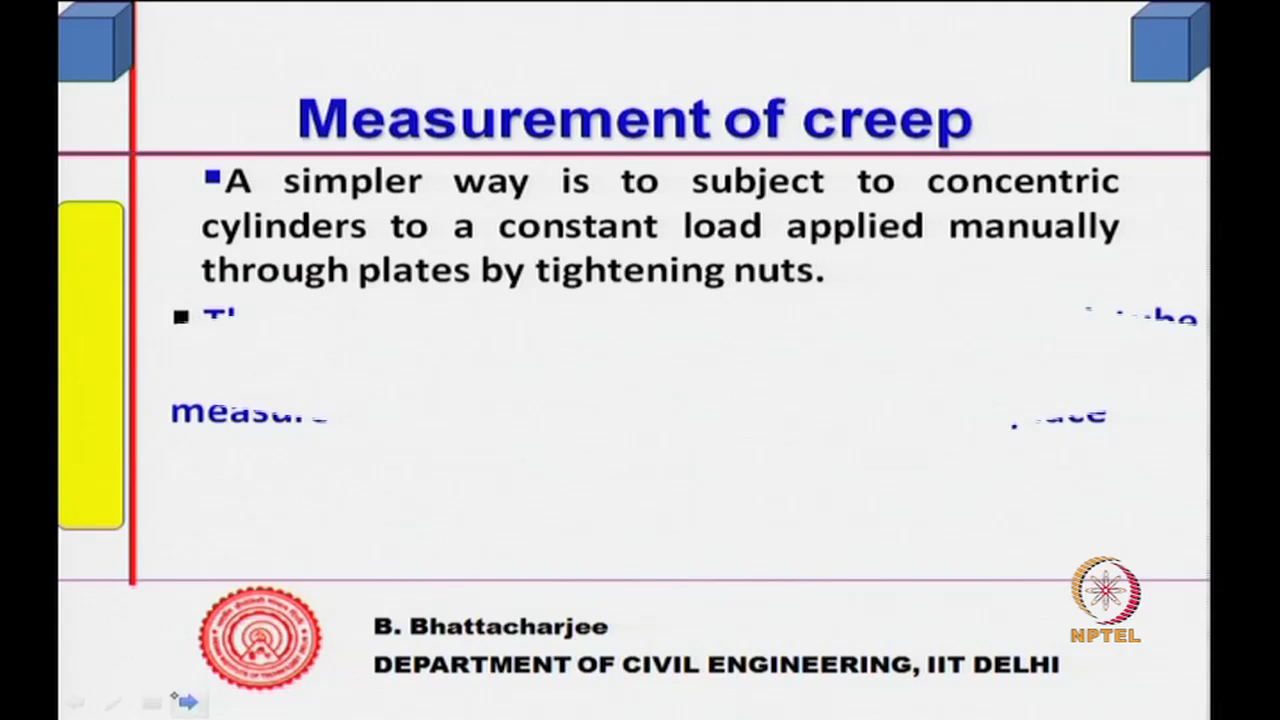 Measurement of creep
A simpler way is to subject to concentric
cylinders to a constant load applied manually
through plates by tightening nuts.
B. Bhattacharjee
DEPARTMENT OF CIVIL ENGINEERING, IIT DELHI
NPTEL